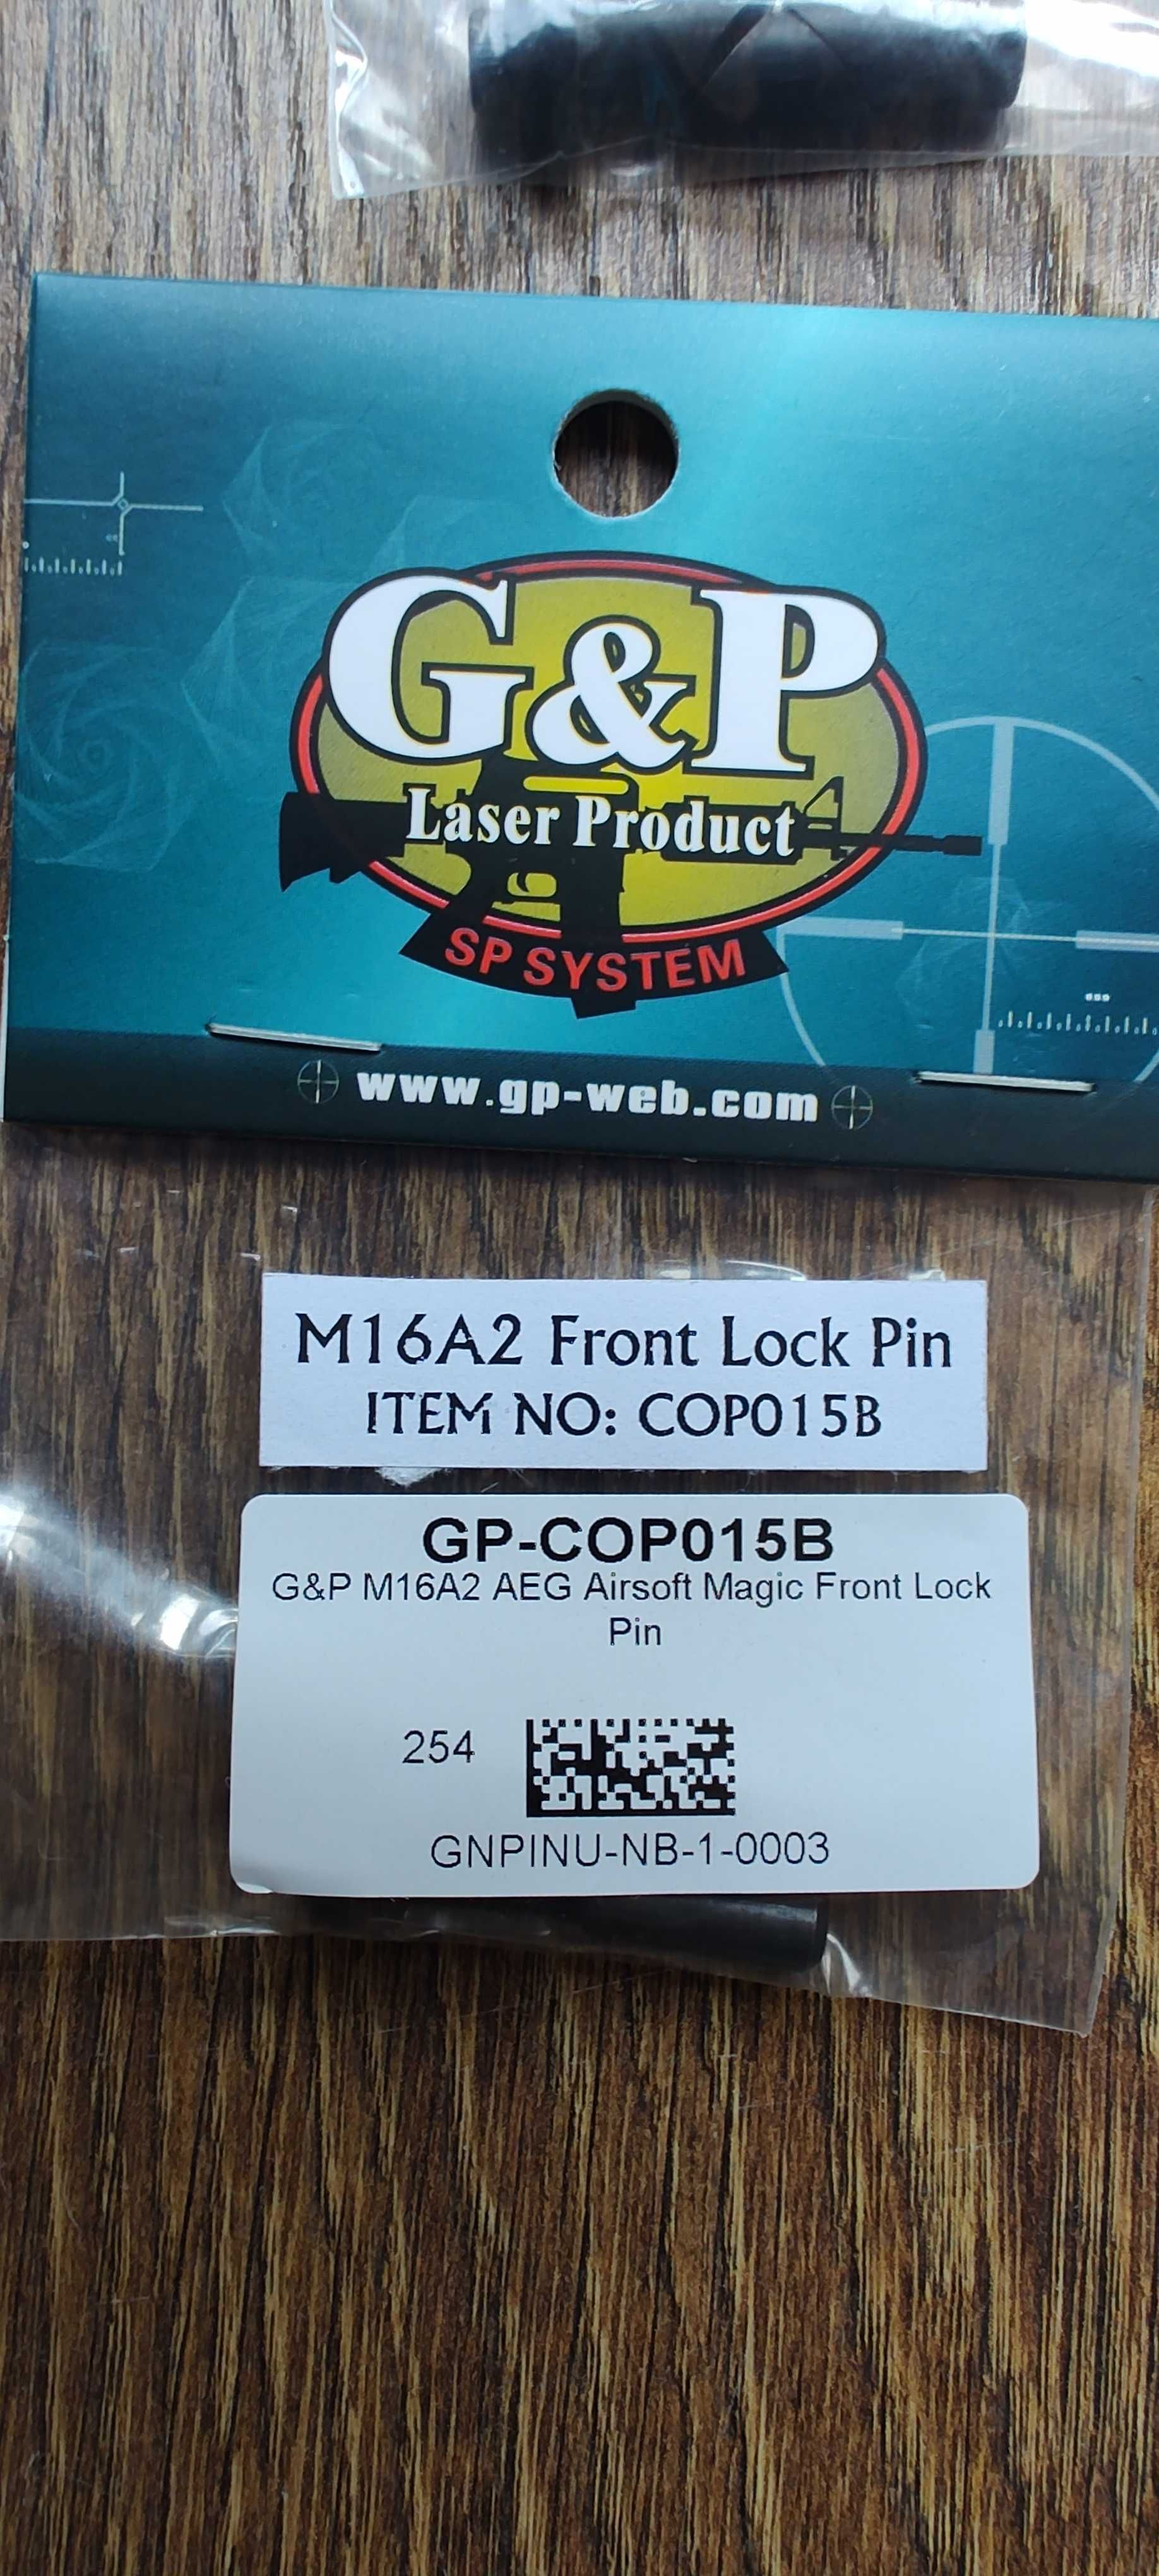 G&P
Laser Product
SP SYSTEM
www.gp-web.com
M16A2 Front Lock Pin
ITEM NO: COP015B
GP-COP015B
G&P M16A2 AEG Airsoft Magic Front Lock
Pin
254
GNPINU-NB-1-0003